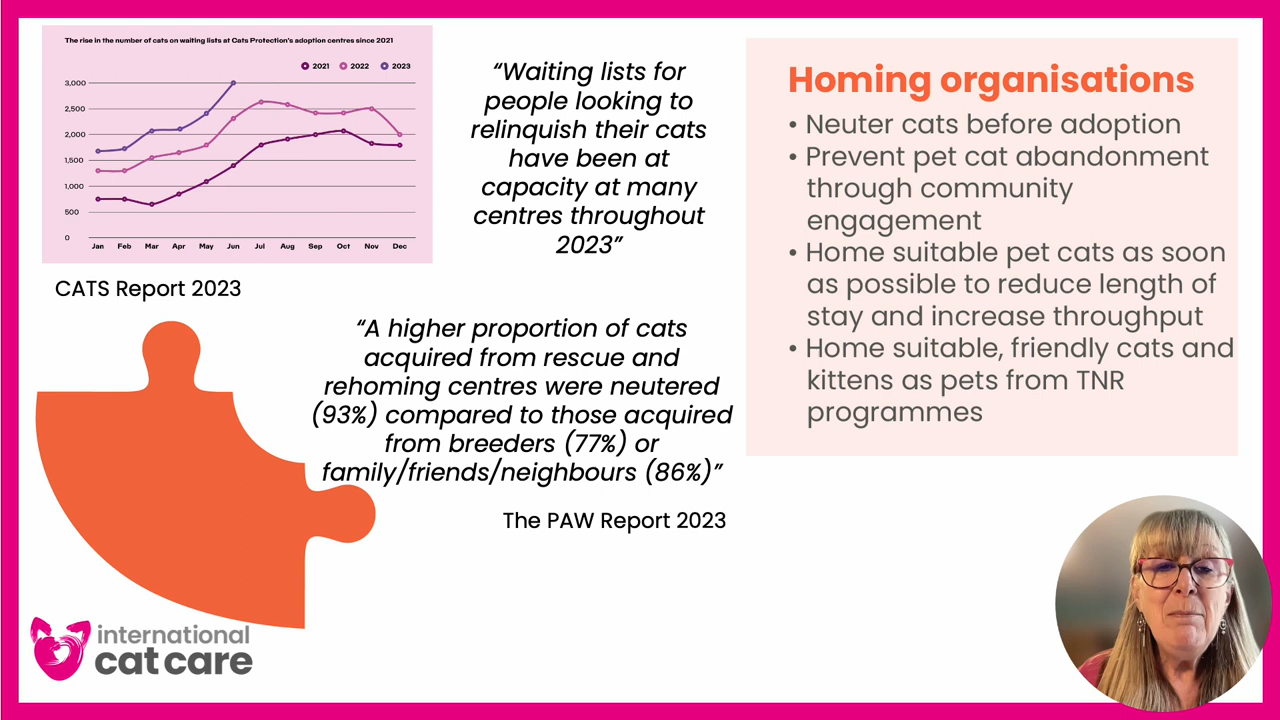 The rise in the number of cats on waiting lists at Cats Protection's adoption centres since 2021
2021 2022 2023
3,000
2,500
2,000
1,500
1,000
500
0
Jan Feb Mar Apr May Jun Jul Aug Sep Oct Nov Dec
CATS Report 2023
“Waiting lists for
people looking to
relinquish their cats
have been at
capacity at many
centres throughout
2023”
“A higher proportion of cats
acquired from rescue and
rehoming centres were neutered
(93%) compared to those acquired
from breeders (77%) or
family/friends/neighbours (86%)”
The PAW Report 2023
Homing organisations
• Neuter cats before adoption
• Prevent pet cat abandonment
through community
engagement
• Home suitable pet cats as soon
as possible to reduce length of
stay and increase throughput
• Home suitable, friendly cats and
kittens as pets from TNR
programmes
international
cat care